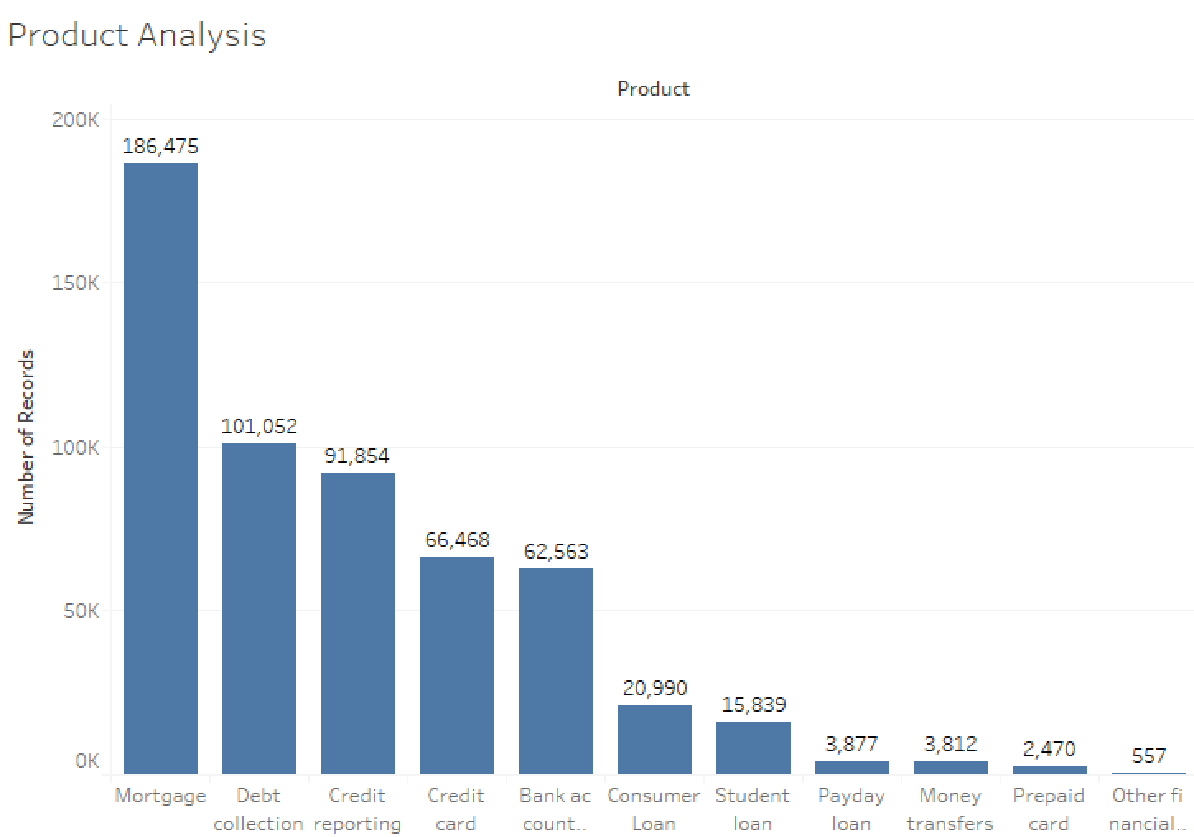 Product Analysis
Product
200K
150K
100K
50K
0K
Number of Records
186,475
101,052
91,854
66,468
62,563
20,990
15,839
3,877
3,812
2,470
557
Mortgage
Debt
collection
Credit
reporting
Credit
card
Bank ac
count..
Consumer
Loan
Student
loan
Payday
loan
Money
transfers
Prepaid
card
Other fi
nancial..